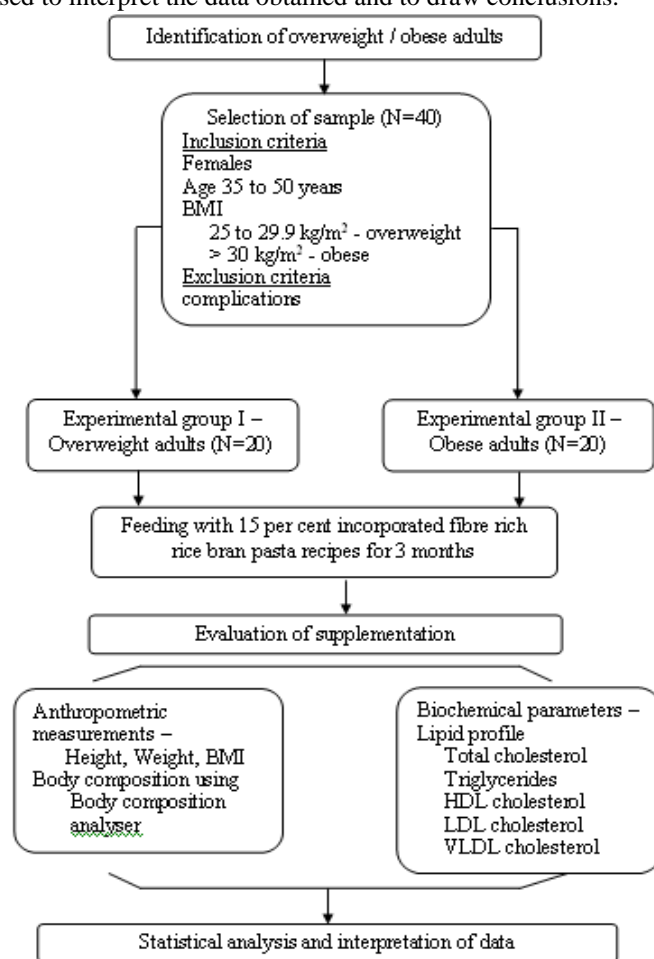 sed to interpret the data obtained and to draw conclusions.
Identification of overweight / obese adults
Selection of sample (N=40)
Inclusion criteria
Females
Age 35 to 50 years
BMI
25 to 29.9 kg/m² - overweight
> 30 kg/m² - obese
Exclusion criteria
complications
Experimental group I –
Overweight adults (N=20)
Experimental group II –
Obese adults (N=20)
Feeding with 15 per cent incorporated fibre rich
rice bran pasta recipes for 3 months
Evaluation of supplementation
Anthropometric
measurements –
Height, Weight, BMI
Body composition using
Body composition
analyser
Biochemical parameters –
Lipid profile
Total cholesterol
Triglycerides
HDL cholesterol
LDL cholesterol
VLDL cholesterol
Statistical analysis and interpretation of data